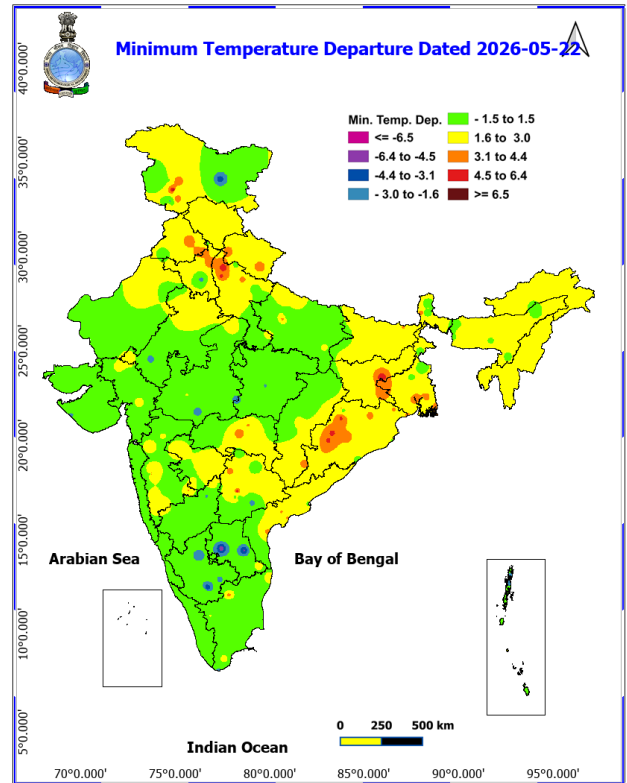 Minimum Temperature Departure Dated 2026-05-22
Min. Temp. Dep.
<= -6.5
-6.4 to -4.5
-4.4 to -3.1
- 3.0 to -1.6
- 1.5 to 1.5
1.6 to 3.0
3.1 to 4.4
4.5 to 6.4
>= 6.5
40°0.000'
35°0.000'
30°0.000'
25°0.000'
20°0.000'
15°0.000'
10°0.000'
5°0.000'
Arabian Sea
Bay of Bengal
0 250 500 km
Indian Ocean
70°0.000' 75°0.000' 80°0.000' 85°0.000' 90°0.000' 95°0.000'